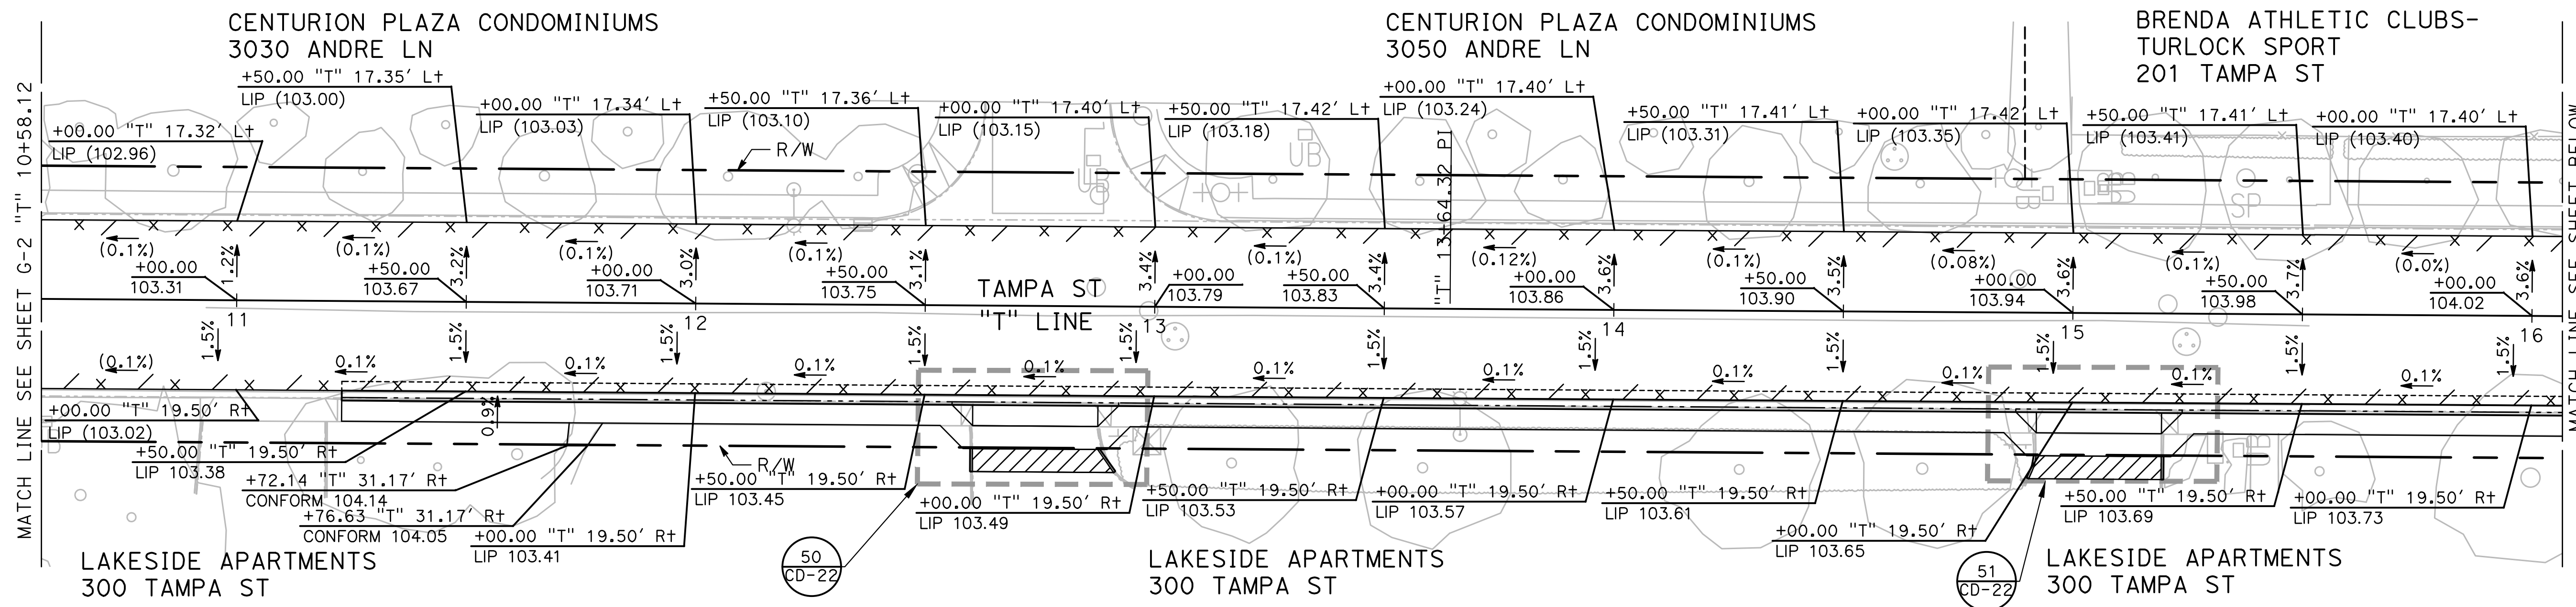 CENTURION PLAZA CONDOMINIUMS
3030 ANDRE LN
CENTURION PLAZA CONDOMINIUMS
3050 ANDRE LN
BRENDA ATHLETIC CLUBS-
TURLOCK SPORT
201 TAMPA ST
MATCH LINE SEE SHEET G-2 "T" 10+58.12
+00.00 "T" 17.32' Lt
LIP (102.96)
+50.00 "T" 17.35' Lt
LIP (103.00)
+00.00 "T" 17.34' Lt
LIP (103.03)
+50.00 "T" 17.36' Lt
LIP (103.10)
+00.00 "T" 17.40' Lt
LIP (103.15)
+50.00 "T" 17.42' Lt
LIP (103.18)
+00.00 "T" 17.40' Lt
LIP (103.24)
+50.00 "T" 17.41' Lt
LIP (103.31)
+00.00 "T" 17.42' Lt
LIP (103.35)
+50.00 "T" 17.41' Lt
LIP (103.41)
+00.00 "T" 17.40' Lt
LIP (103.40)
R/W
UB
UB
SP
"T" 13+64.32 PI
(0.1%)
(0.1%)
(0.1%)
(0.1%)
(0.1%)
(0.12%)
(0.1%)
(0.08%)
(0.1%)
(0.0%)
1.2%
3.2%
3.0%
3.1%
3.4%
3.4%
3.6%
3.5%
3.6%
3.7%
3.6%
+00.00
103.31
+50.00
103.67
+00.00
103.71
+50.00
103.75
+00.00
103.79
+50.00
103.83
+00.00
103.86
+50.00
103.90
+00.00
103.94
+50.00
103.98
+00.00
104.02
TAMPA ST
"T" LINE
11
12
13
14
15
16
1.5%
1.5%
1.5%
1.5%
1.5%
1.5%
1.5%
1.5%
1.5%
1.5%
1.5%
(0.1%)
0.1%
0.1%
0.1%
0.1%
0.1%
0.1%
0.1%
0.1%
0.1%
0.1%
0.9%
+00.00 "T" 19.50' Rt
LIP (103.02)
+50.00 "T" 19.50' Rt
LIP 103.38
+72.14 "T" 31.17' Rt
CONFORM 104.14
+76.63 "T" 31.17' Rt
CONFORM 104.05
+00.00 "T" 19.50' Rt
LIP 103.41
R/W
+50.00 "T" 19.50' Rt
LIP 103.45
+00.00 "T" 19.50' Rt
LIP 103.49
+50.00 "T" 19.50' Rt
LIP 103.53
+00.00 "T" 19.50' Rt
LIP 103.57
+50.00 "T" 19.50' Rt
LIP 103.61
+00.00 "T" 19.50' Rt
LIP 103.65
+50.00 "T" 19.50' Rt
LIP 103.69
+00.00 "T" 19.50' Rt
LIP 103.73
50
CD-22
51
CD-22
LAKESIDE APARTMENTS
300 TAMPA ST
LAKESIDE APARTMENTS
300 TAMPA ST
LAKESIDE APARTMENTS
300 TAMPA ST
MATCH LINE SEE SHEET BELOW